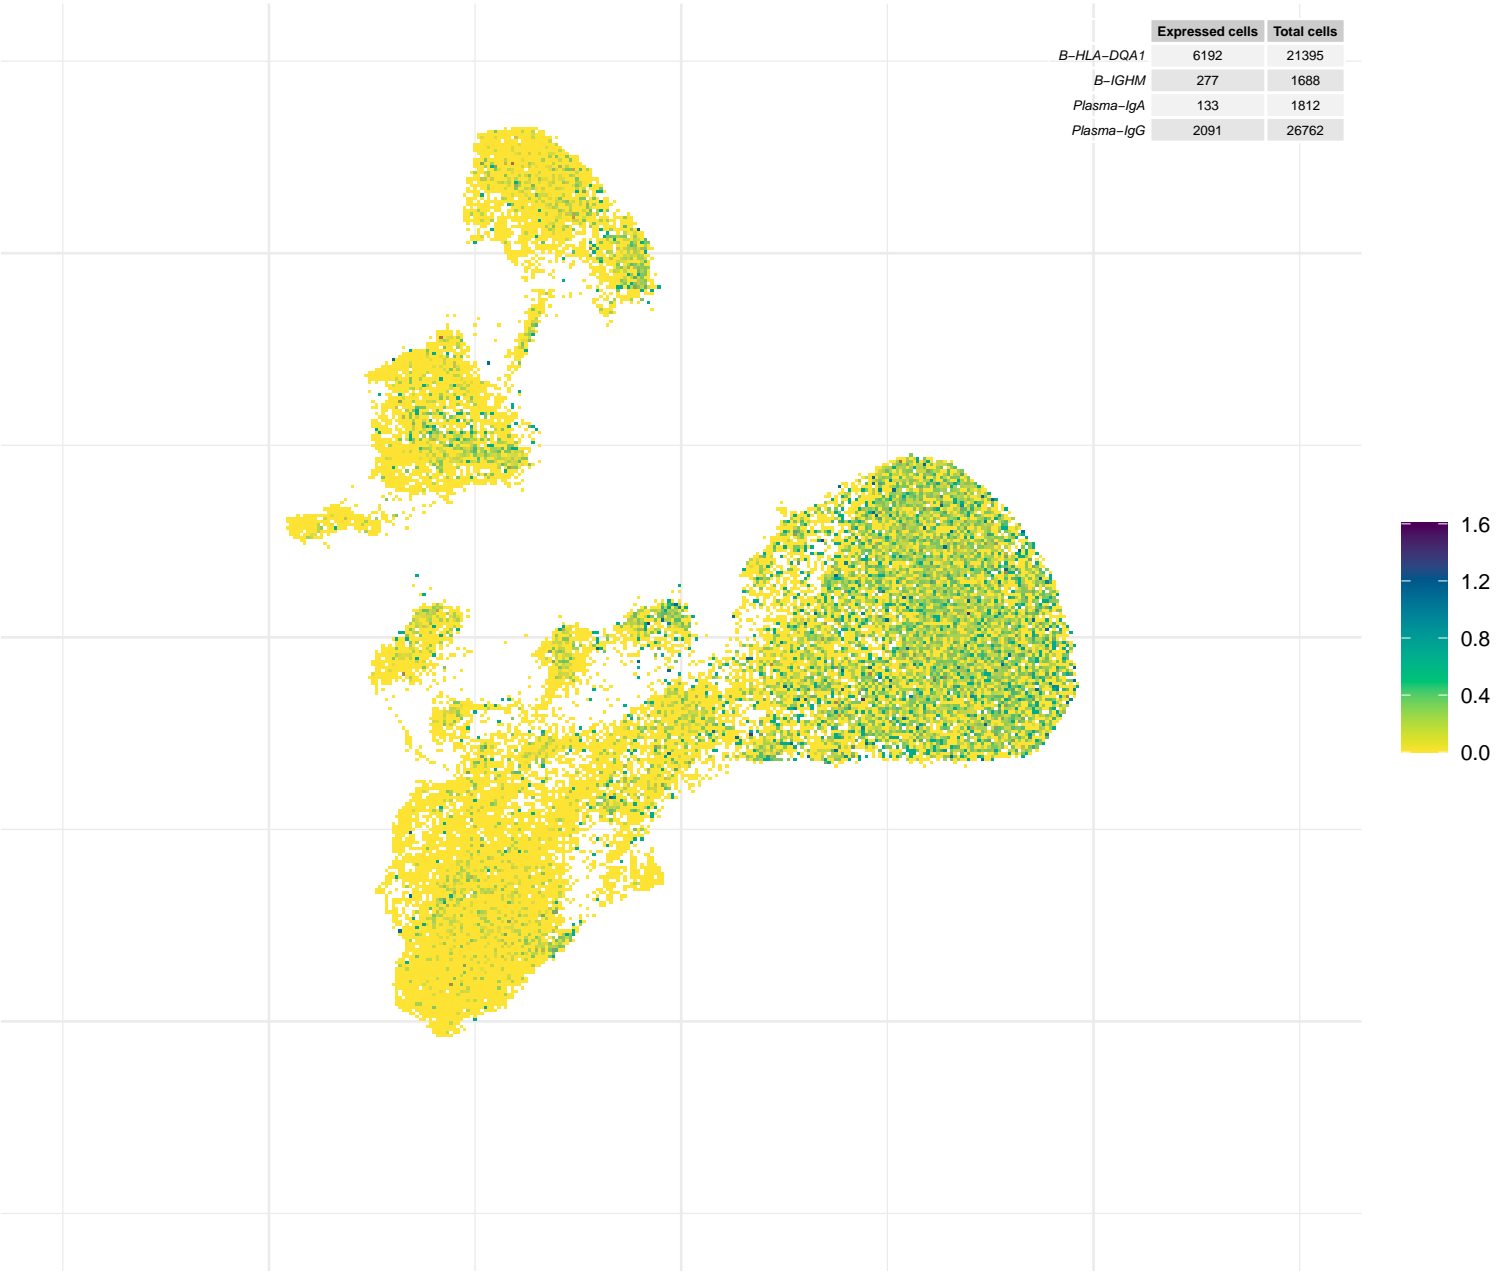 Expressed cells Total cells
B−HLA−DQA1 6192 21395
B−IGHM 277 1688
Plasma−IgA 133 1812
Plasma−IgG 2091 26762
1.6
1.2
0.8
0.4
0.0